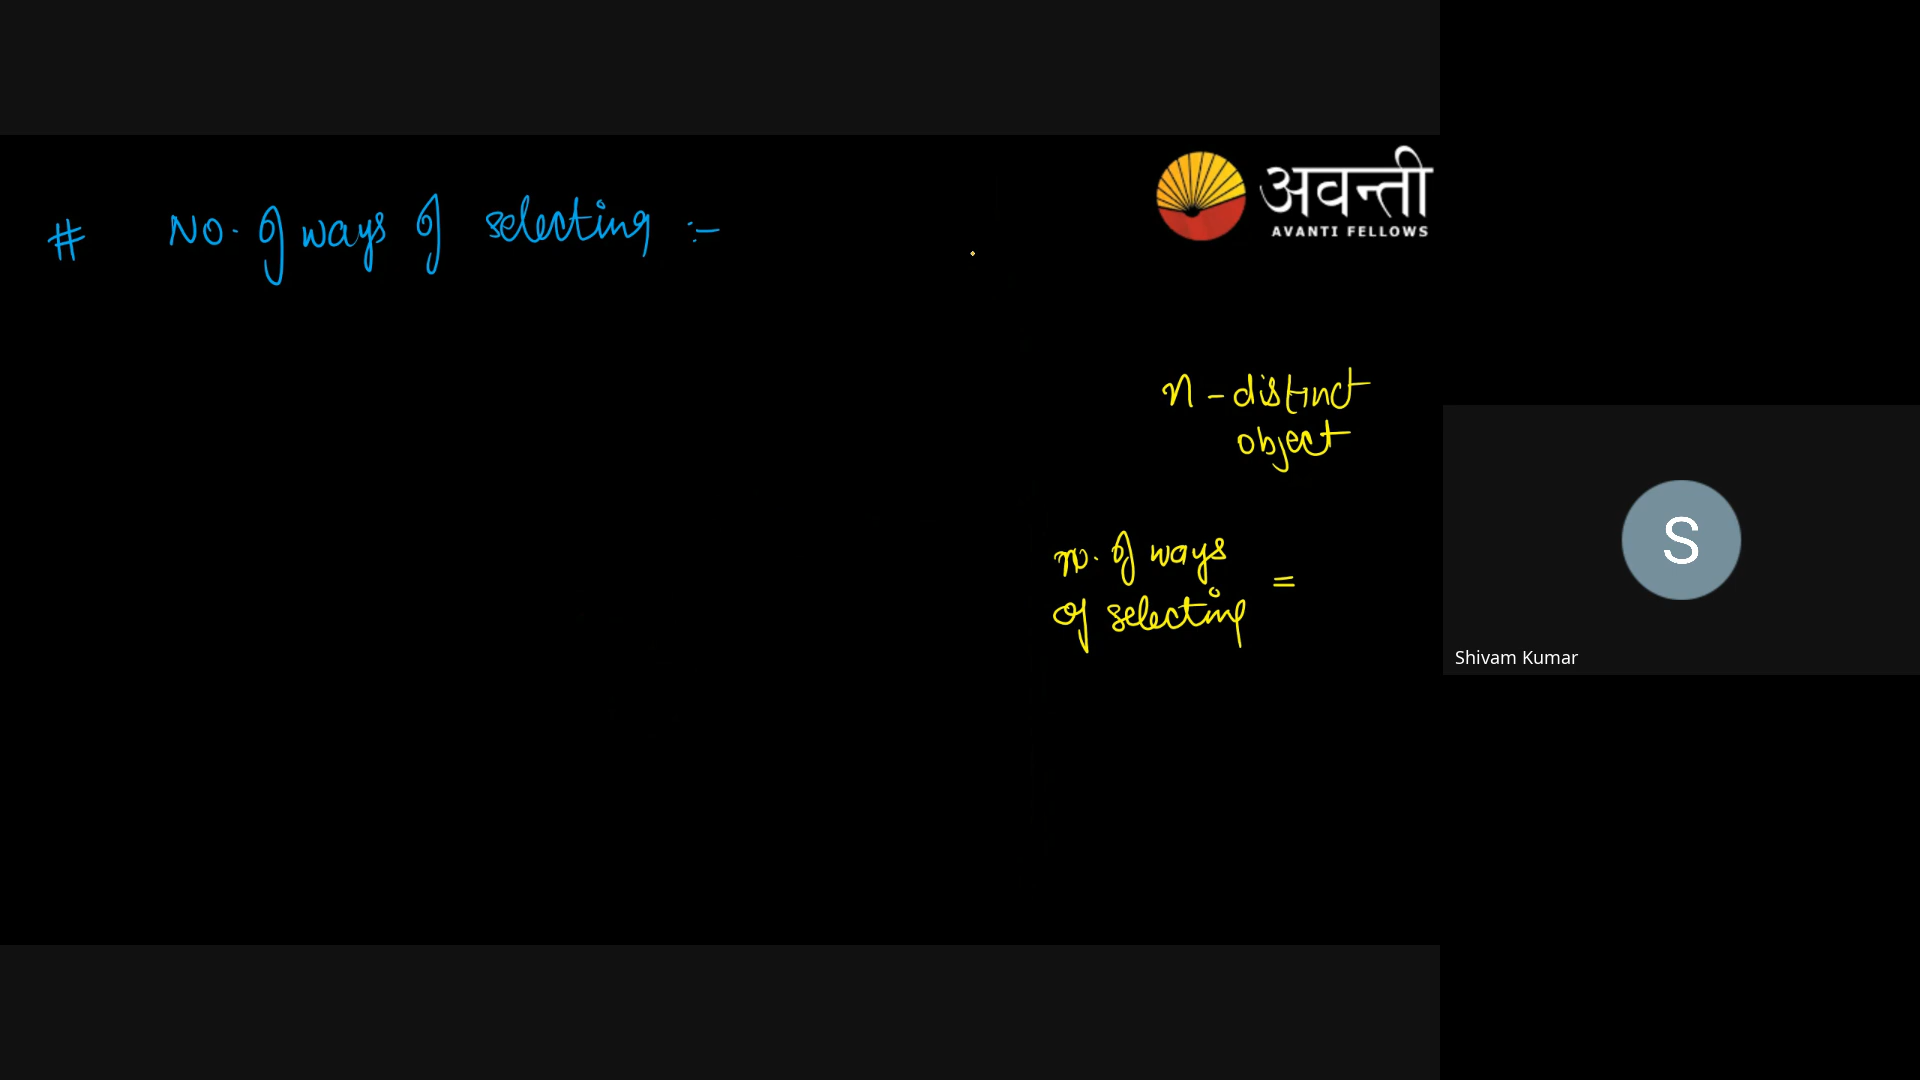 # No. of ways of selecting :-
अवन्ती
AVANTI FELLOWS
n - distinct
object
no. of ways
of selecting =
S
Shivam Kumar